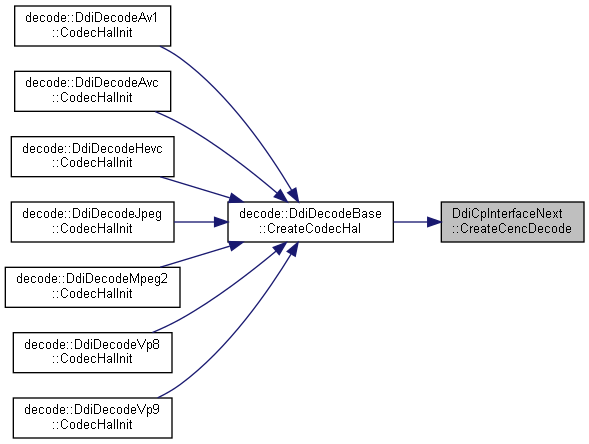 decode::DdiDecodeAv1
::CodecHalInit
decode::DdiDecodeAvc
::CodecHalInit
decode::DdiDecodeHevc
::CodecHalInit
decode::DdiDecodeJpeg
::CodecHalInit
decode::DdiDecodeMpeg2
::CodecHalInit
decode::DdiDecodeVp8
::CodecHalInit
decode::DdiDecodeVp9
::CodecHalInit
decode::DdiDecodeBase
::CreateCodecHal
DdiCpInterfaceNext
::CreateCencDecode